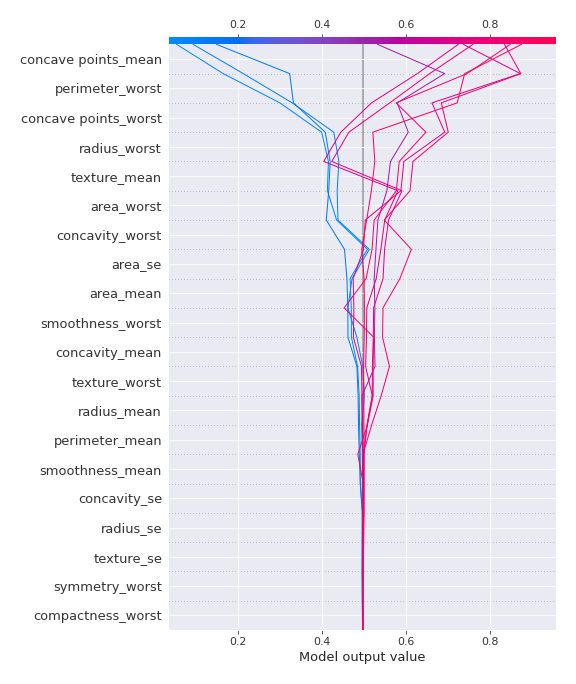 0.2 0.4 0.6 0.8
concave points_mean
perimeter_worst
concave points_worst
radius_worst
texture_mean
area_worst
concavity_worst
area_se
area_mean
smoothness_worst
concavity_mean
texture_worst
radius_mean
perimeter_mean
smoothness_mean
concavity_se
radius_se
texture_se
symmetry_worst
compactness_worst
0.2 0.4 0.6 0.8
Model output value